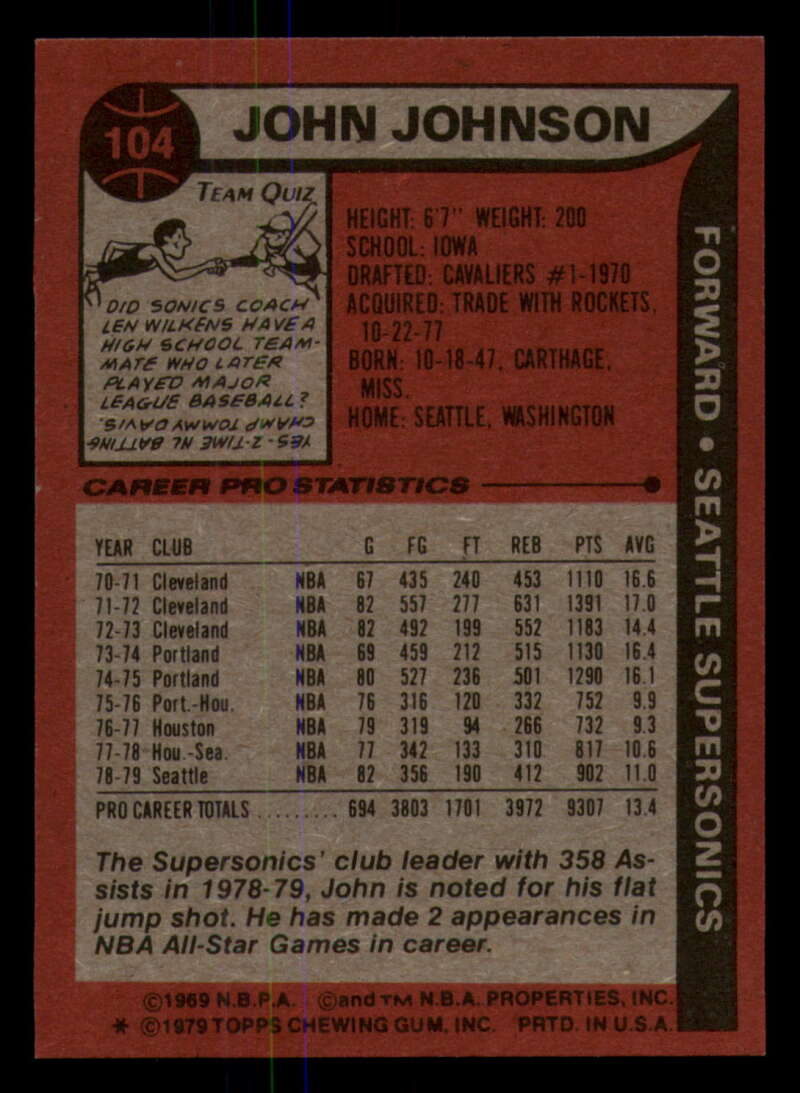 104
JOHN JOHNSON
TEAM QUIZ
DID SONICS COACH
LEN WILKENS HAVE A
HIGH SCHOOL TEAM-
MATE WHO LATER
PLAYED MAJOR
LEAGUE BASEBALL?
YES - 2-TIME NL BATTING
CHAMP TOMMY DAVIS.
HEIGHT: 6'7" WEIGHT: 200
SCHOOL: IOWA
DRAFTED: CAVALIERS #1-1970
ACQUIRED: TRADE WITH ROCKETS,
10-22-77
BORN: 10-18-47, CARTHAGE,
MISS.
HOME: SEATTLE, WASHINGTON
FORWARD • SEATTLE SUPERSONICS
CAREER PRO STATISTICS
YEAR CLUB G FG FT REB PTS AVG
70-71 Cleveland NBA 67 435 240 453 1110 16.6
71-72 Cleveland NBA 82 557 277 631 1391 17.0
72-73 Cleveland NBA 82 492 199 552 1183 14.4
73-74 Portland NBA 69 459 212 515 1130 16.4
74-75 Portland NBA 80 527 236 501 1290 16.1
75-76 Port.-Hou. NBA 76 316 120 332 752 9.9
76-77 Houston NBA 79 319 94 266 732 9.3
77-78 Hou.-Sea. NBA 77 342 133 310 817 10.6
78-79 Seattle NBA 82 356 190 412 902 11.0
PRO CAREER TOTALS .......... 694 3803 1701 3972 9307 13.4
The Supersonics' club leader with 358 As-
sists in 1978-79, John is noted for his flat
jump shot. He has made 2 appearances in
NBA All-Star Games in career.
©1969 N.B.P.A. ©and TM N.B.A. PROPERTIES, INC.
* ©1979 TOPPS CHEWING GUM, INC. PRTD. IN U.S.A.